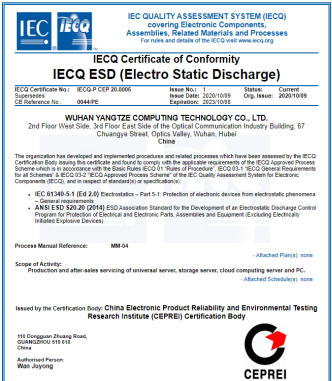 IEC
IECQ
IEC QUALITY ASSESSMENT SYSTEM (IECQ)
covering Electronic Components,
Assemblies, Related Materials and Processes
For rules and details of the IECQ visit www.iecq.org
IECQ Certificate of Conformity
IECQ ESD (Electro Static Discharge)
IECQ Certificate No.: IECQ-P CEP 20.0005 Issue No.: 1 Status: Current
Supersedes: Issue Date: 2020/10/09 Org. Issue: 2020/10/09
CB Reference No.: 0044/PE Expiration: 2023/10/08
WUHAN YANGTZE COMPUTING TECHNOLOGY CO., LTD.
2nd Floor West Side, 3rd Floor East Side of the Optical Communication Industry Building, 67
Chuangye Street, Optics Valley, Wuhan, Hubei
China
The organization has developed and implemented procedures and related processes which have been assessed by the IECQ
Certification Body issuing this certificate and found to comply with the applicable requirements of the IECQ Approved Process
Scheme which is in accordance with the Basic Rules IECQ 01 "Rules of Procedure", IECQ 03-1 "IECQ General Requirements
for all Schemes" & IECQ 03-2 "IECQ Approved Process Scheme" of the IEC Quality Assessment System for Electronic
Components (IECQ), and in respect of standard(s) or specification(s):
• IEC 61340-5-1 (Ed 2.0) Electrostatics – Part 5-1: Protection of electronic devices from electrostatic phenomena
– General requirements
• ANSI ESD S20.20 (2014) ESD Association Standard for the Development of an Electrostatic Discharge Control
Program for Protection of Electrical and Electronic Parts, Assemblies and Equipment (Excluding Electrically
Initiated Explosive Devices)
Process Manual Reference: MM-04
- Attached Plan(s): none
Scope of Activity:
Production and after-sales servicing of universal server, storage server, cloud computing server and PC.
- Attached Schedule(s): none
Issued by the Certification Body: China Electronic Product Reliability and Environmental Testing
Research Institute (CEPREI) Certification Body
110 Dongguan Zhuang Road,
GUANGZHOU 510 610
China
Authorised Person:
Wan Juyong
CEPREI